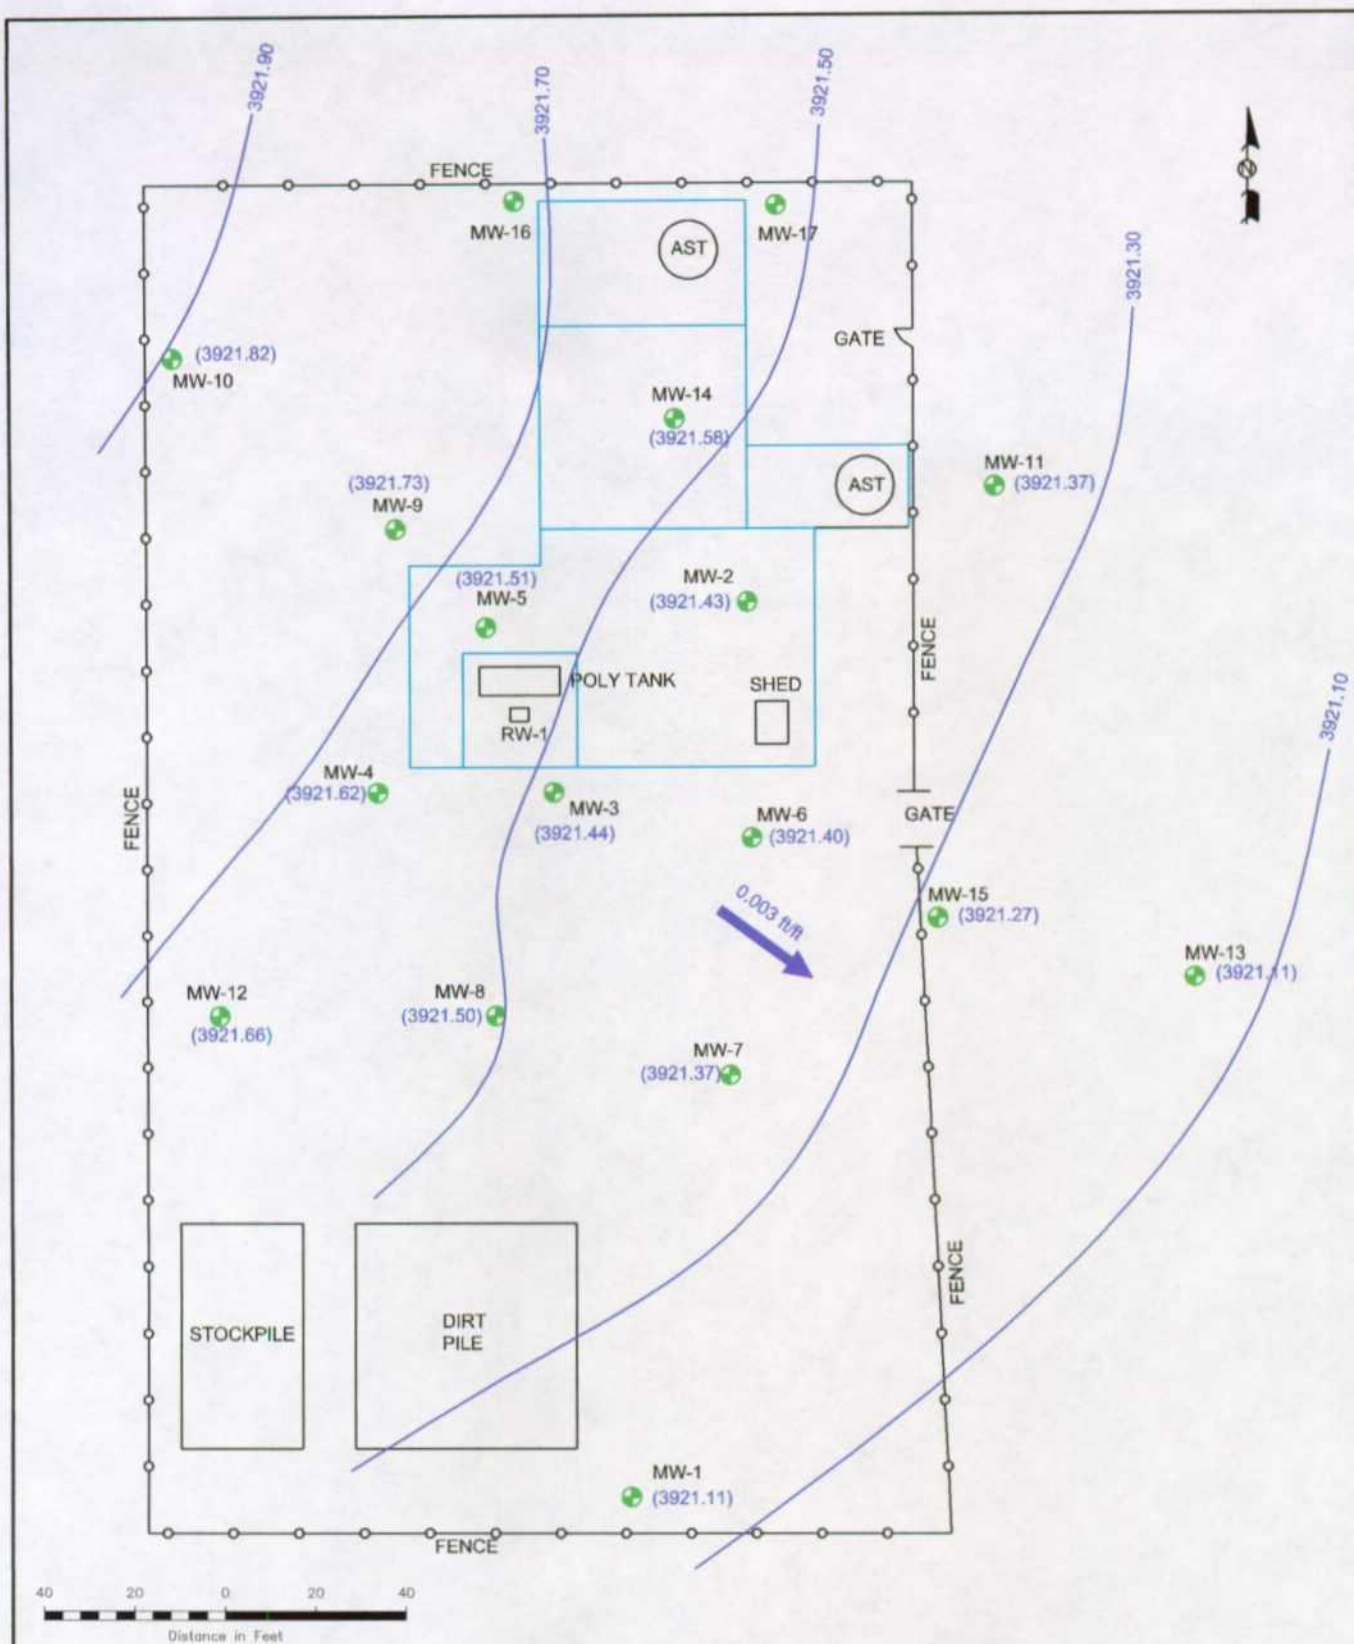 3921.90
3921.70
3921.50
FENCE
MW-16
AST
MW-17
3921.30
GATE
(3921.82)
MW-10
MW-14
(3921.58)
MW-11
(3921.37)
AST
(3921.73)
MW-9
(3921.51)
MW-5
MW-2
(3921.43)
FENCE
POLY TANK
SHED
3921.10
RW-1
MW-4
(3921.62)
MW-3
(3921.44)
MW-6
(3921.40)
GATE
FENCE
0.003 ft/ft
MW-15
(3921.27)
MW-13
(3921.11)
MW-12
(3921.66)
MW-8
(3921.50)
MW-7
(3921.37)
FENCE
STOCKPILE
DIRT
PILE
MW-1
(3921.11)
FENCE
40 20 0 20 40
Distance in Feet